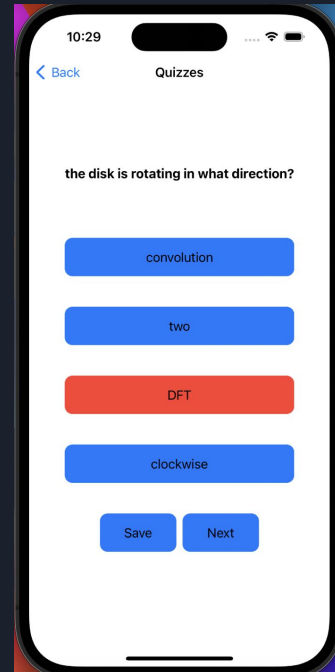 10:29
Back Quizzes
the disk is rotating in what direction?
convolution
two
DFT
clockwise
Save Next